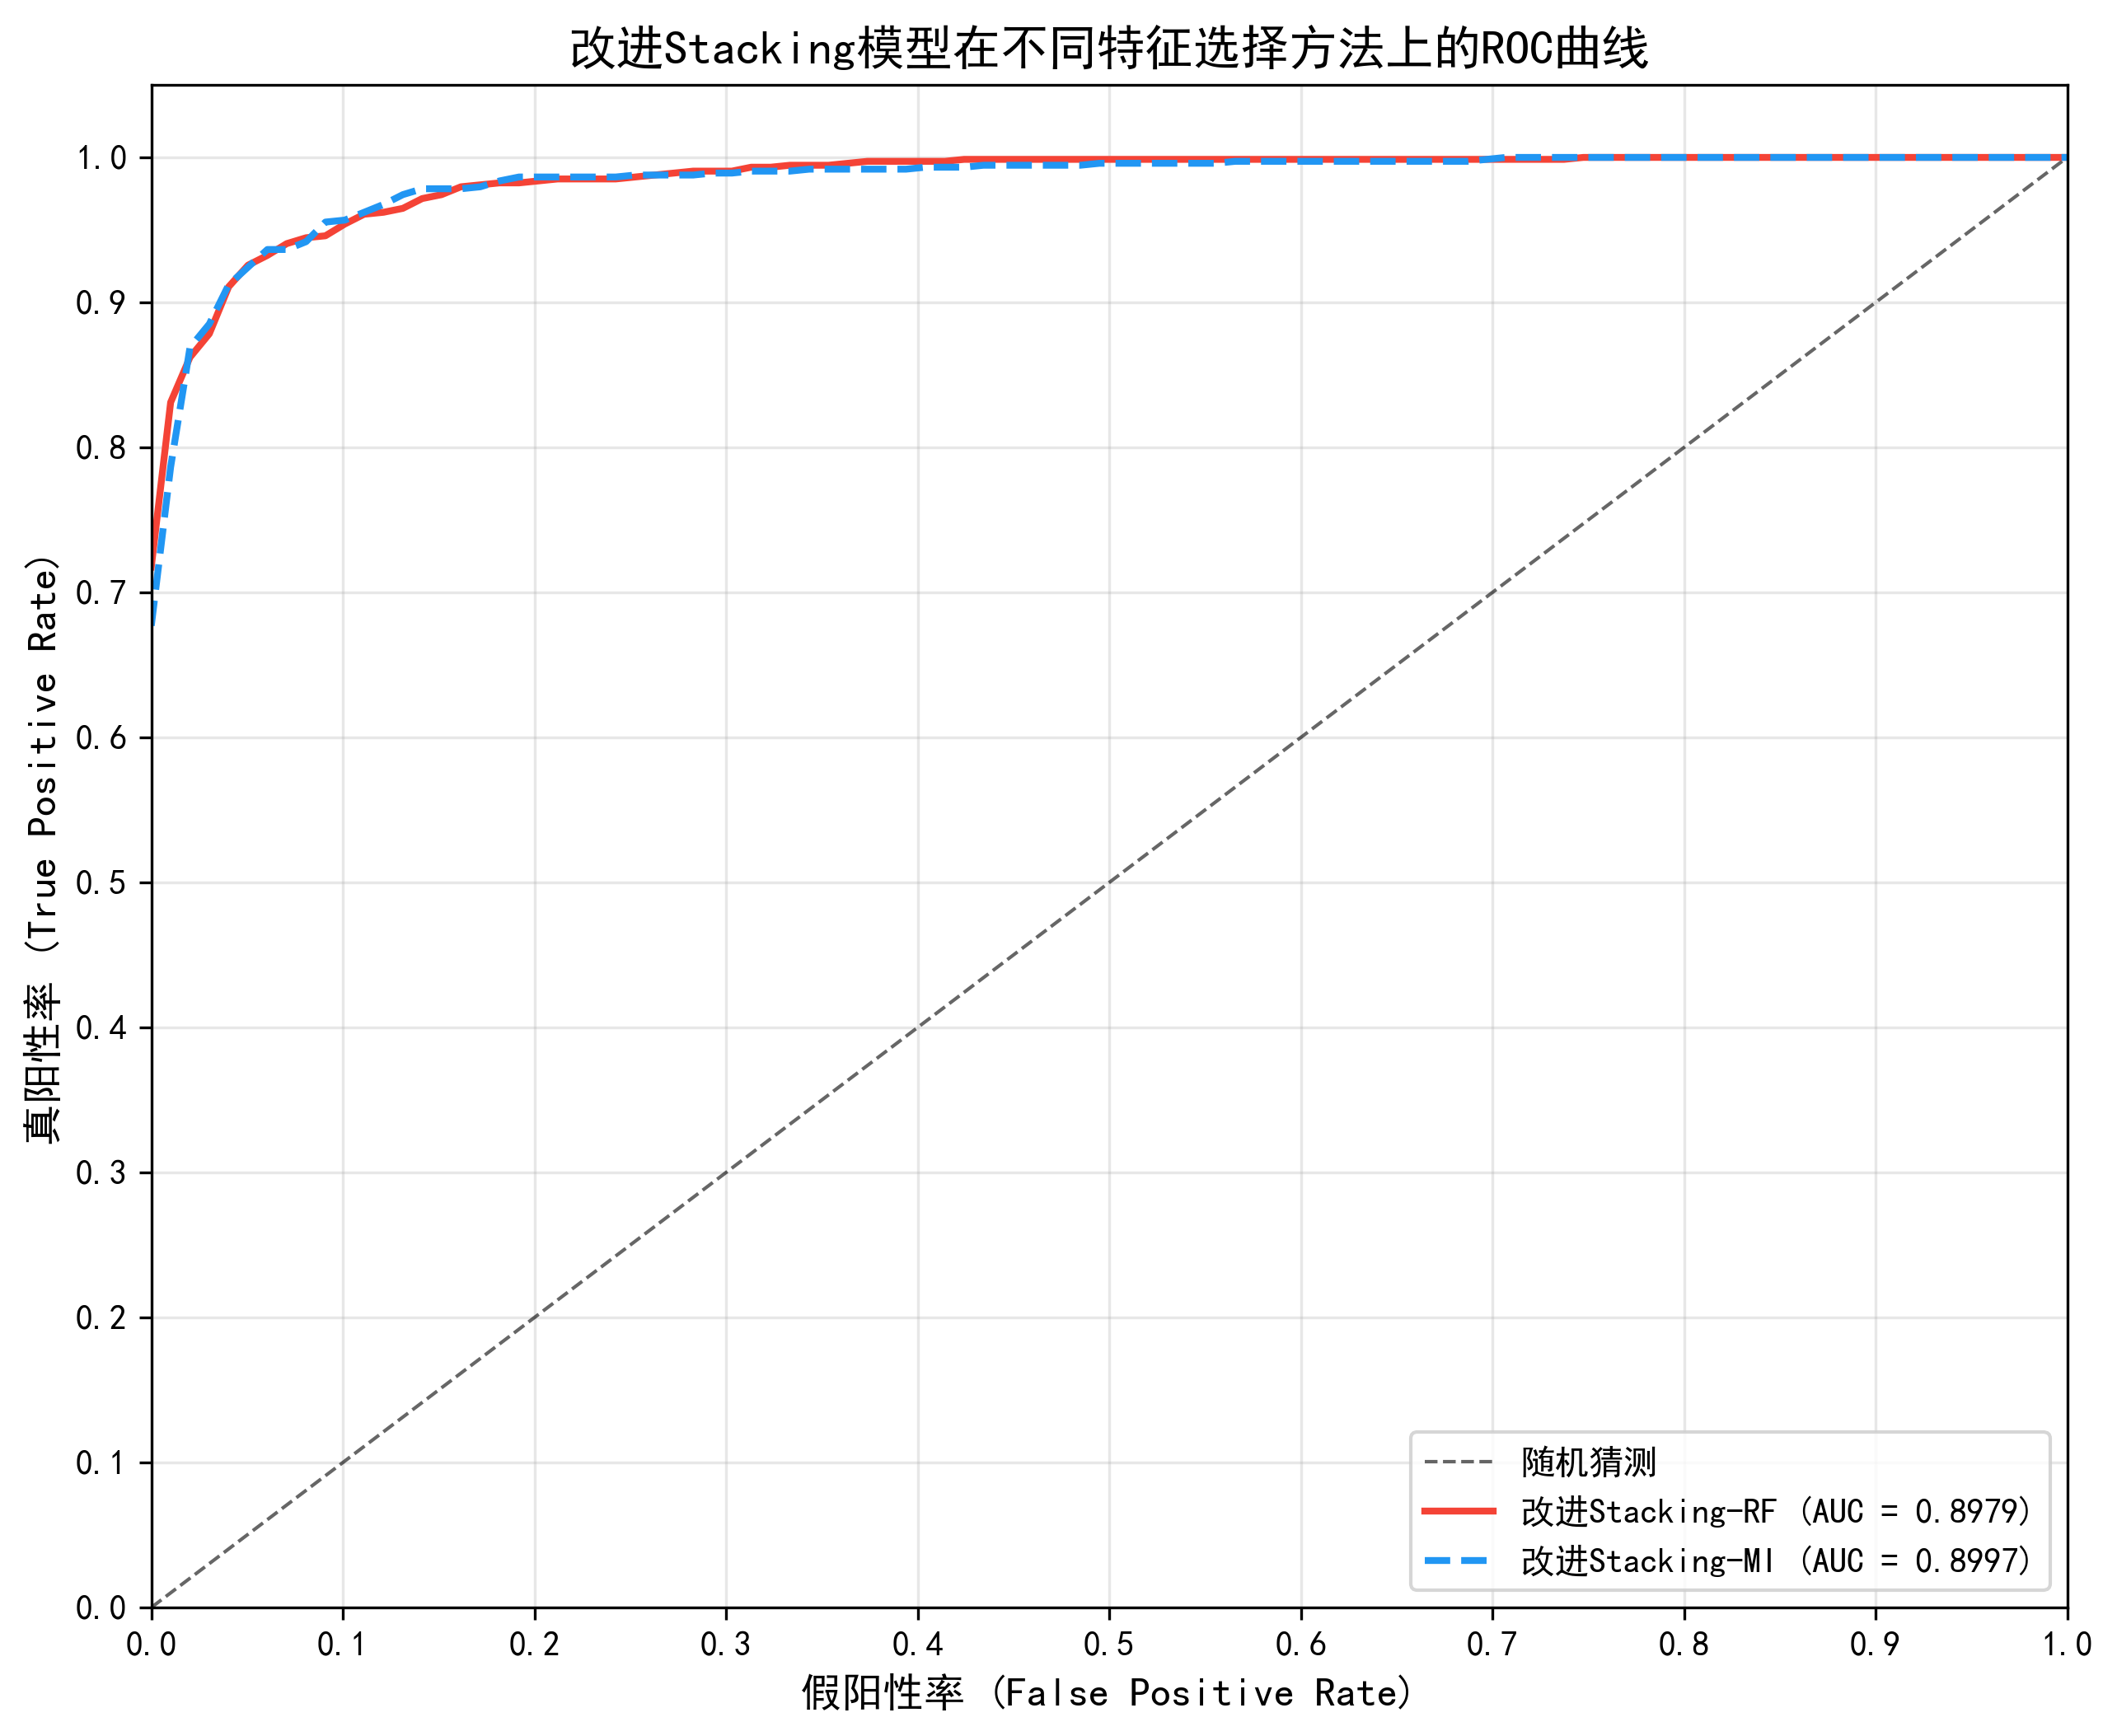 改进Stacking模型在不同特征选择方法上的ROC曲线
真阳性率 (True Positive Rate)
1.0
0.9
0.8
0.7
0.6
0.5
0.4
0.3
0.2
0.1
0.0
0.0 0.1 0.2 0.3 0.4 0.5 0.6 0.7 0.8 0.9 1.0
假阳性率 (False Positive Rate)
随机猜测
改进Stacking-RF (AUC = 0.8979)
改进Stacking-MI (AUC = 0.8997)